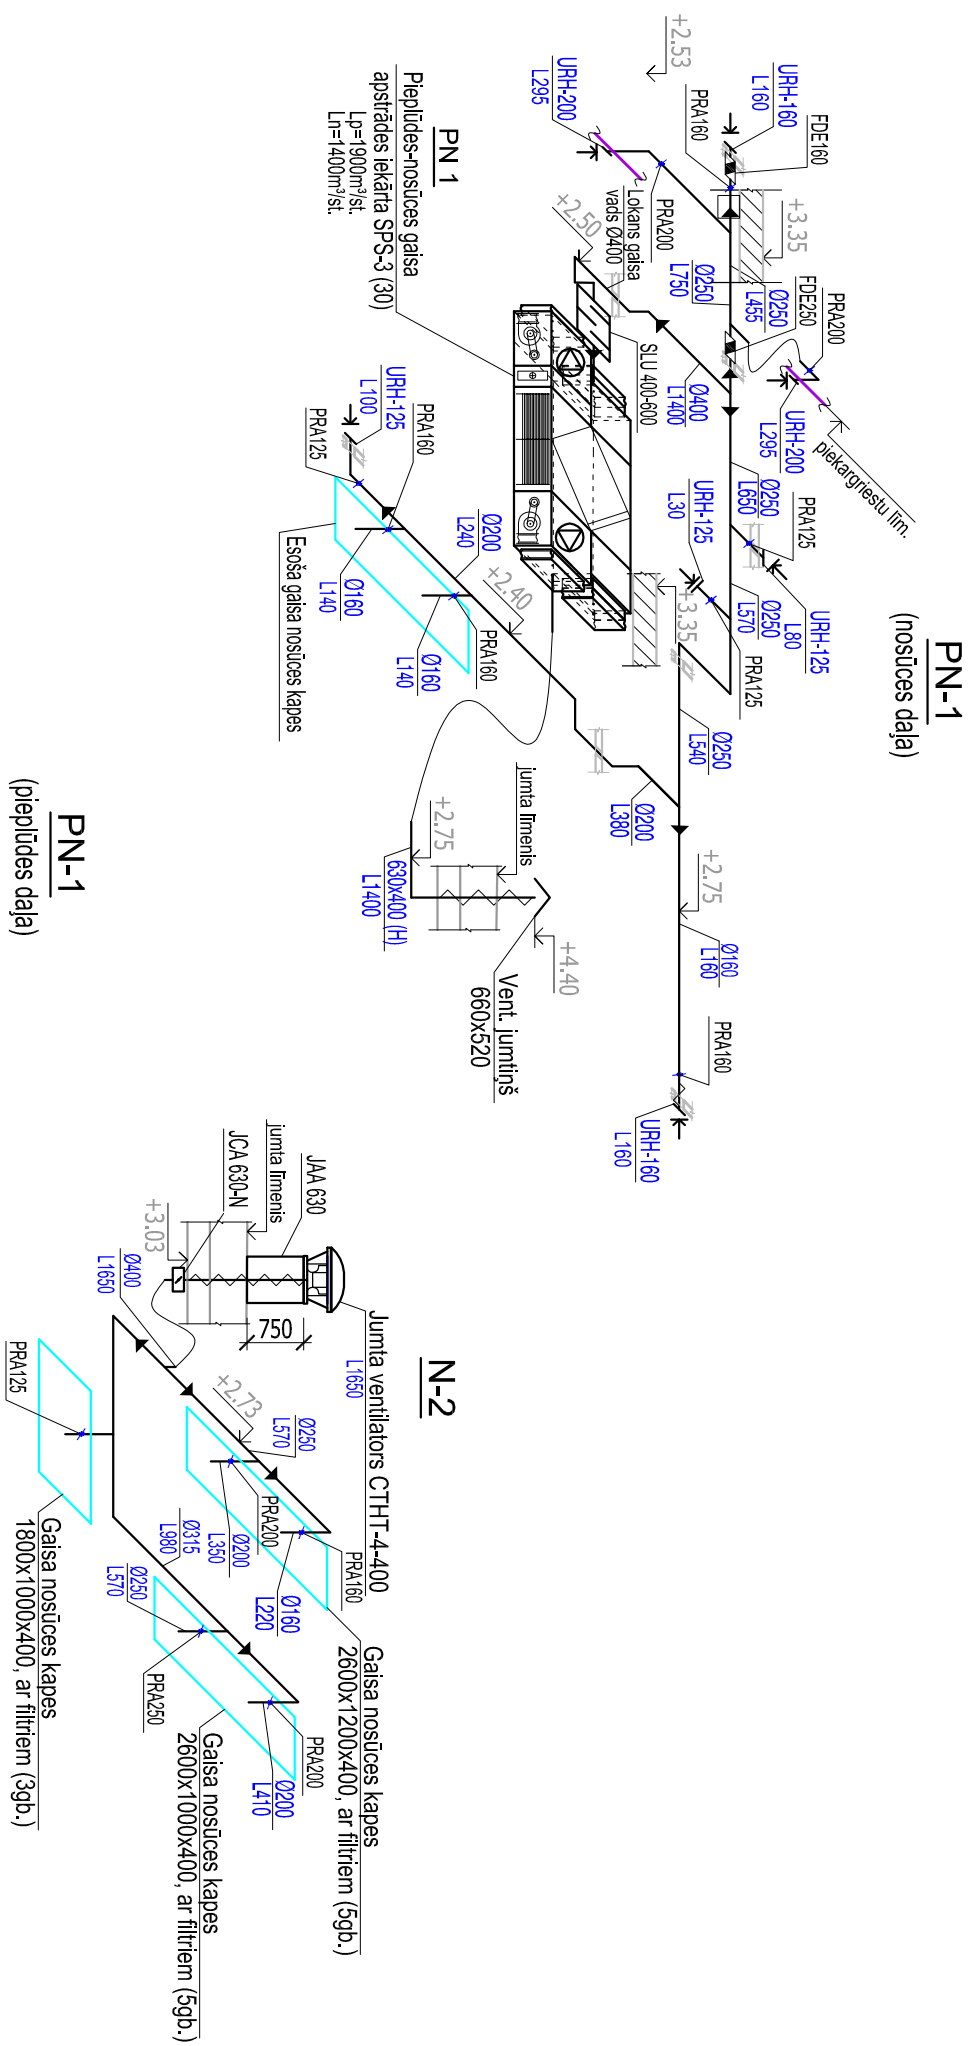 PN-1
(nosūces daļa)
+2.53
URH-160
L160
FDE160
PRA160
+3.35
URH-200
L295
PRA200
Lokans gaisa
vads Ø400
+2.50
Ø250
L750
Ø250
L455
FDE250
PRA200
URH-200
L295
piekargriestu līm.
SLU 400-600
Ø400
L1400
Ø250
L650
PRA125
URH-125
L80
URH-125
L30
Ø250
L570
PRA125
+3.35
Ø250
L540
+2.75
Ø160
L160
PRA160
URH-160
L160
PN 1
Pieplūdes-nosūces gaisa
apstrādes iekārta SPS-3 (30)
Lp=1900m³/st.
Ln=1400m³/st.
URH-125
L100
PRA125
PRA160
Ø160
L140
Ø200
L240
+2.40
Ø160
L140
PRA160
Esoša gaisa nosūces kapes
Ø200
L380
jumta līmenis
+2.75
630x400 (H)
L1400
+4.40
Vent. jumtiņš
660x520
PN-1
(pieplūdes daļa)
N-2
Jumta ventilators CTHT-4-400
L1650
JAA 630
jumta līmenis
JCA 630-N
+3.03
750
Ø400
L1650
+2.73
Ø250
L570
PRA200
Ø200
L350
PRA160
Ø160
L220
Gaisa nosūces kapes
2600x1200x400, ar filtriem (5gb.)
PRA125
Ø315
L980
Ø250
L570
PRA250
PRA200
Ø200
L410
Gaisa nosūces kapes
2600x1000x400, ar filtriem (5gb.)
Gaisa nosūces kapes
1800x1000x400, ar filtriem (3gb.)